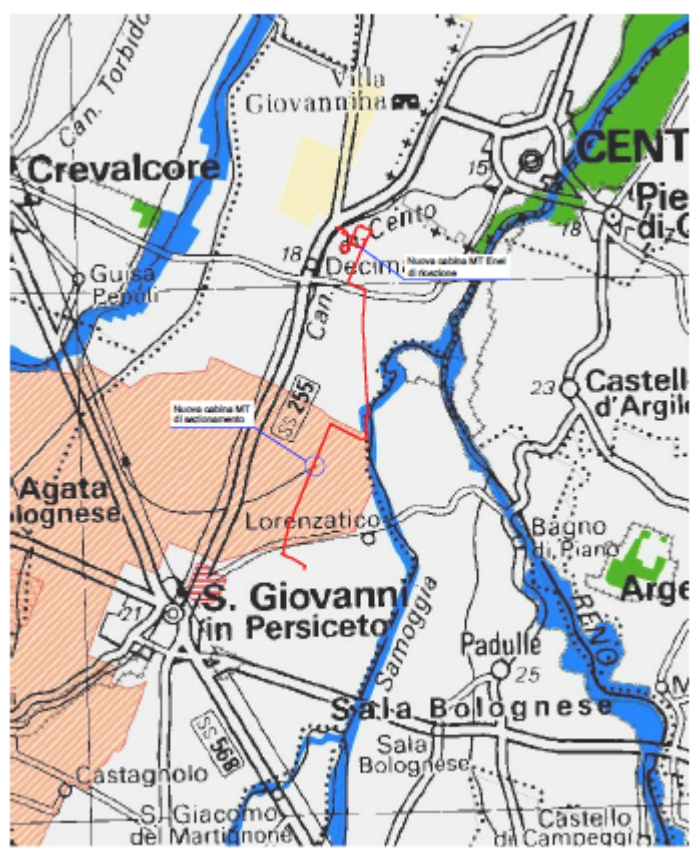 Can. Torbido
Villa
Giovannina
CENT
Crevalcore
15
Pie
di C
18
Cento
Nuova cabina MT Enel
di ricezione
18
Decim
Guisa
Pepoli
Can.
23
Castell
d'Argile
SS 255
Nuova cabina MT
di sezionamento
Agata
lognese
Lorenzatico
Bagno
di Piano
Arge
S. Giovanni
in Persiceto
21
RENO
Samoggia
Padulle
25
M
Sala Bolognese
SS 568
Sala
Bolognese
Castagnolo
S. Giacomo
del Martignone
Castello
di Campeggi